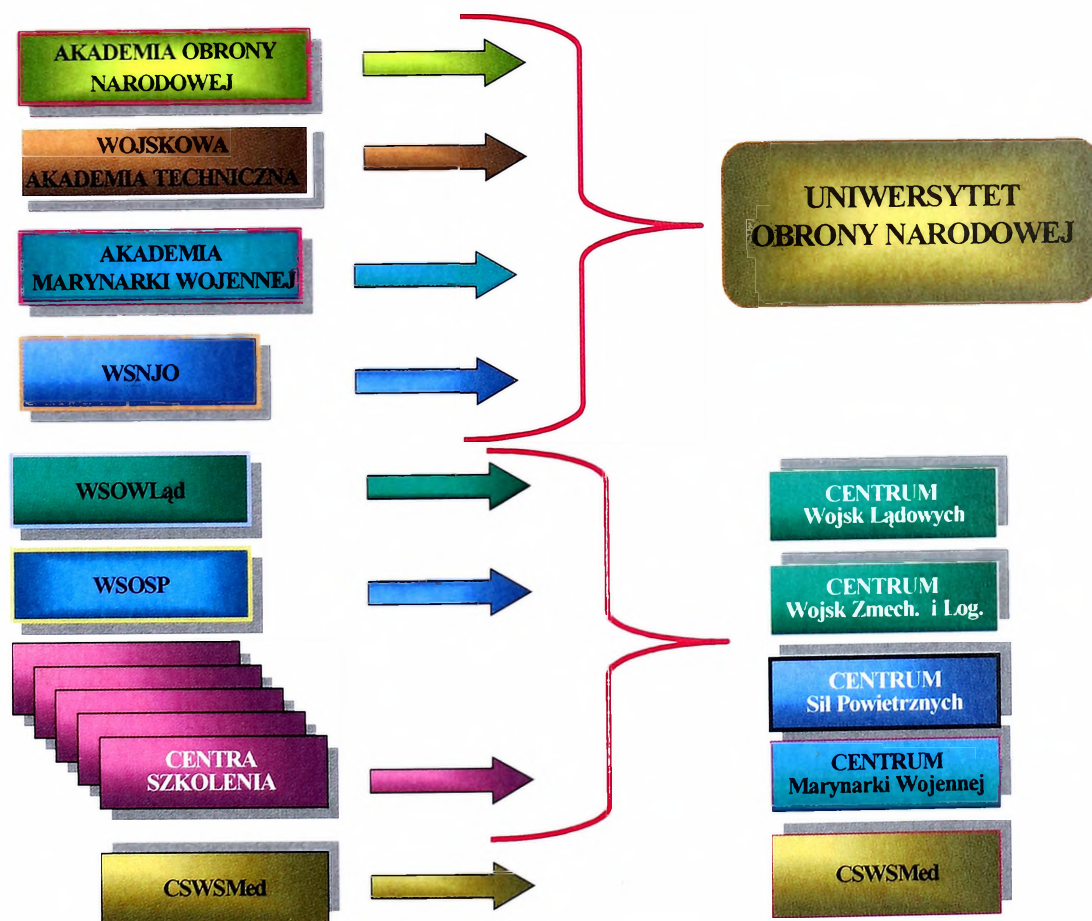 AKADEMIA OBRONY
NARODOWEJ
WOJSKOWA
AKADEMIA TECHNICZNA
AKADEMIA
MARYNARKI WOJENNEJ
WSNJO
WSOWLąd
WSOSP
CENTRA
SZKOLENIA
CSWSMed
UNIWERSYTET
OBRONY NARODOWEJ
CENTRUM
Wojsk Lądowych
CENTRUM
Wojsk Zmech. i Log.
CENTRUM
Sił Powietrznych
CENTRUM
Marynarki Wojennej
CSWSMed